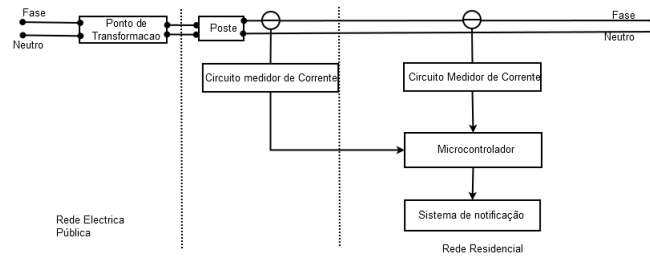 Fase
Neutro
Ponto de
Transformacao
Poste
Fase
Neutro
Circuito medidor de Corrente
Circuito Medidor de Corrente
Microcontrolador
Sistema de notificação
Rede Electrica
Pública
Rede Residencial